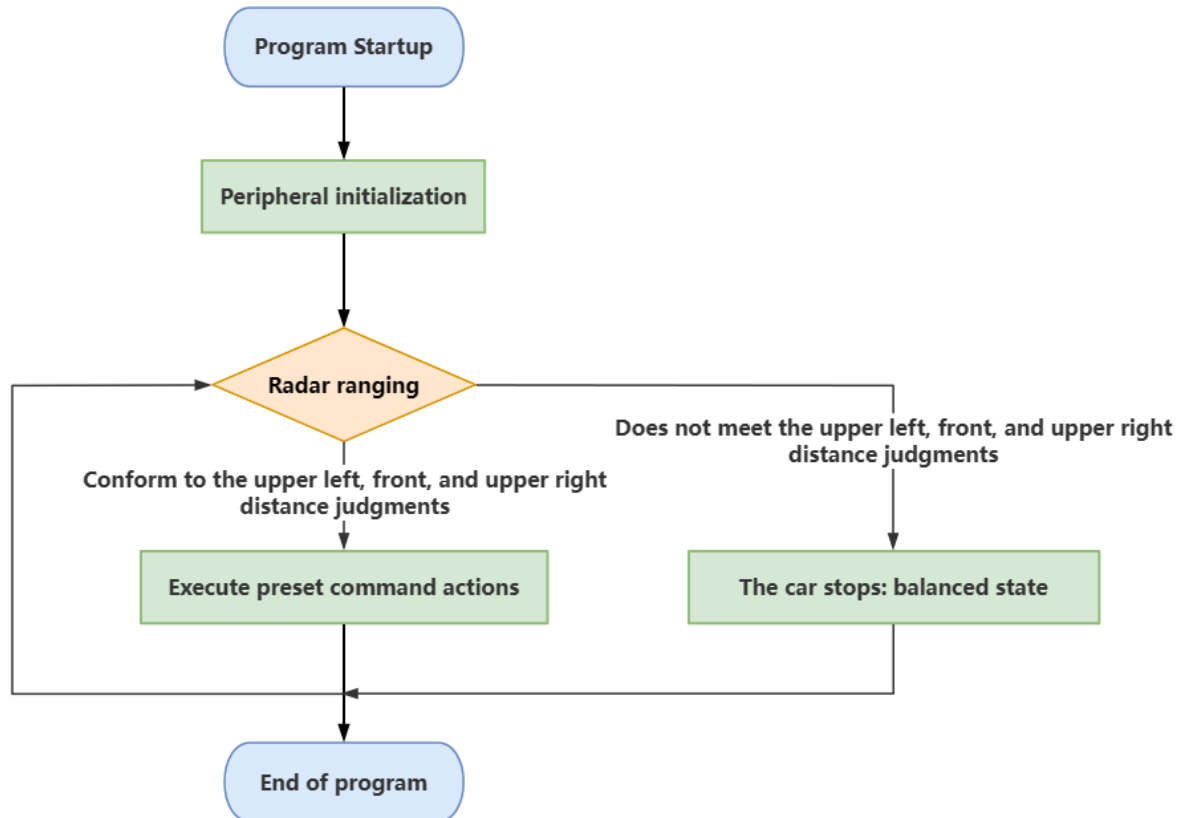 Program Startup
Peripheral initialization
Radar ranging
Does not meet the upper left, front, and upper right
distance judgments
Conform to the upper left, front, and upper right
distance judgments
Execute preset command actions
The car stops: balanced state
End of program